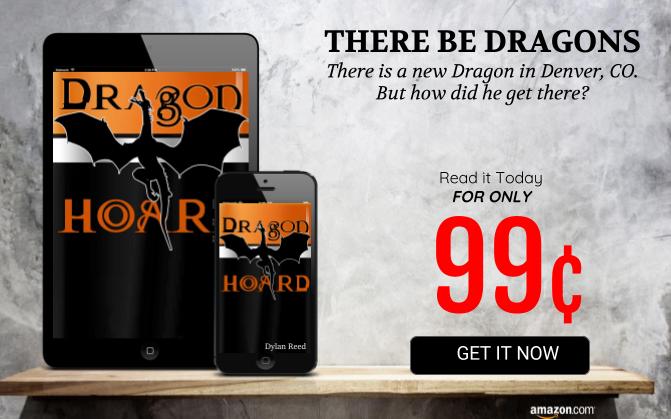 THERE BE DRAGONS
There is a new Dragon in Denver, CO.
But how did he get there?
DRAGON
HOARD
DRAGON
HOARD
Dylan Reed
Read it Today
FOR ONLY
99¢
GET IT NOW
amazon.com